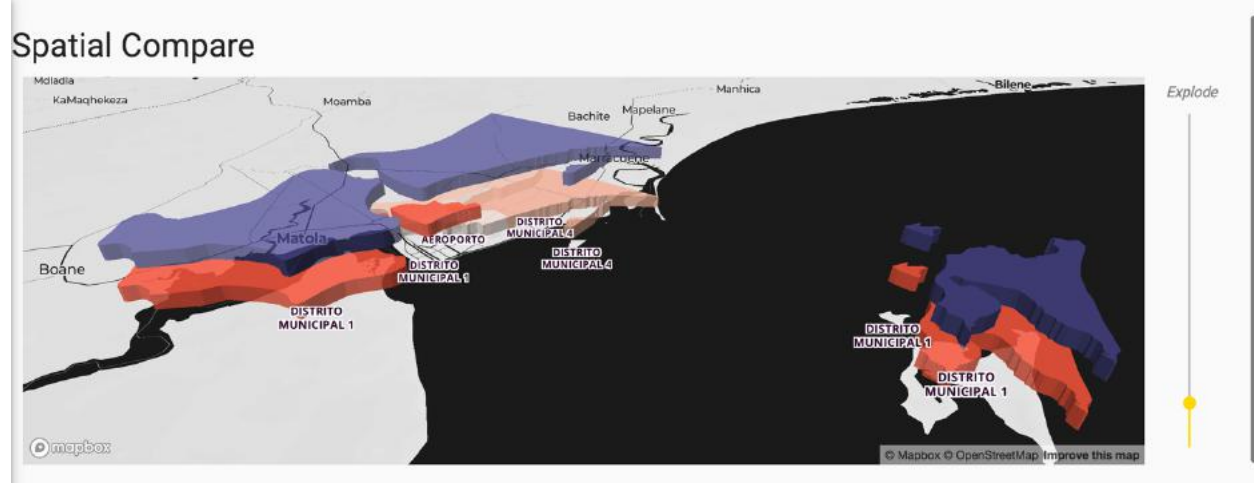 Spatial Compare
Explode
Mdladla
KaMaqhekeza
Moamba
Manhica
Bilene
Bachite
Mapelane
Marracuene
Matola
Boane
AEROPORTO
DISTRITO
MUNICIPAL 4
DISTRITO
MUNICIPAL 4
DISTRITO
MUNICIPAL 1
DISTRITO
MUNICIPAL 1
DISTRITO
MUNICIPAL 1
DISTRITO
MUNICIPAL 1
mapbox
© Mapbox © OpenStreetMap Improve this map